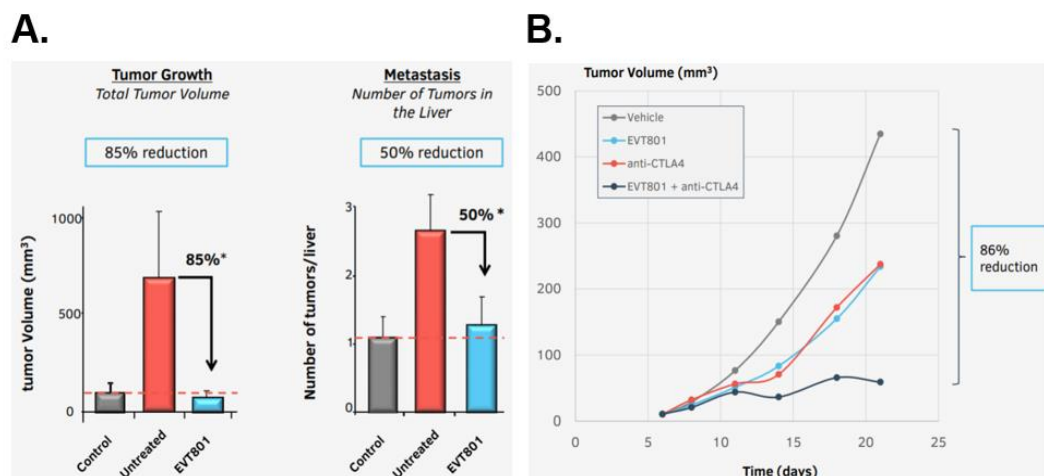 A.
Tumor Growth
Total Tumor Volume
85% reduction
tumor Volume (mm³)
1000
500
0
85%*
Control
Untreated
EVT801
Metastasis
Number of Tumors in
the Liver
50% reduction
Number of tumors/liver
3
2
1
0
50%*
Control
Untreated
EVT801
B.
Tumor Volume (mm³)
500
400
300
200
100
0
Vehicle
EVT801
anti-CTLA4
EVT801 + anti-CTLA4
86%
reduction
0
5
10
15
20
25
Time (days)